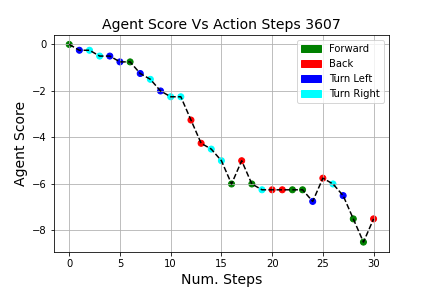 Agent Score Vs Action Steps 3607
Agent Score
0
−2
−4
−6
−8
Forward
Back
Turn Left
Turn Right
0 5 10 15 20 25 30
Num. Steps